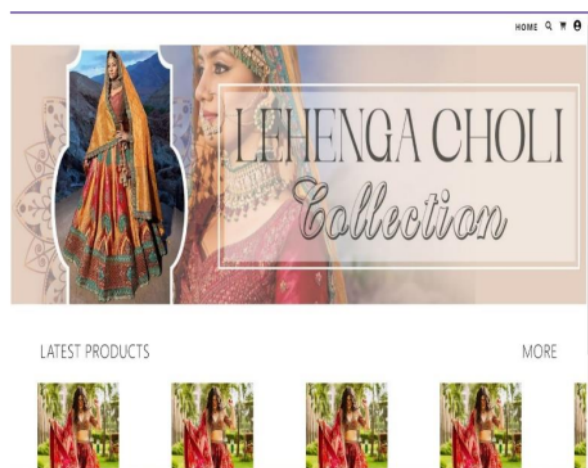 HOME
LEHENGA CHOLI
Collection
LATEST PRODUCTS
MORE